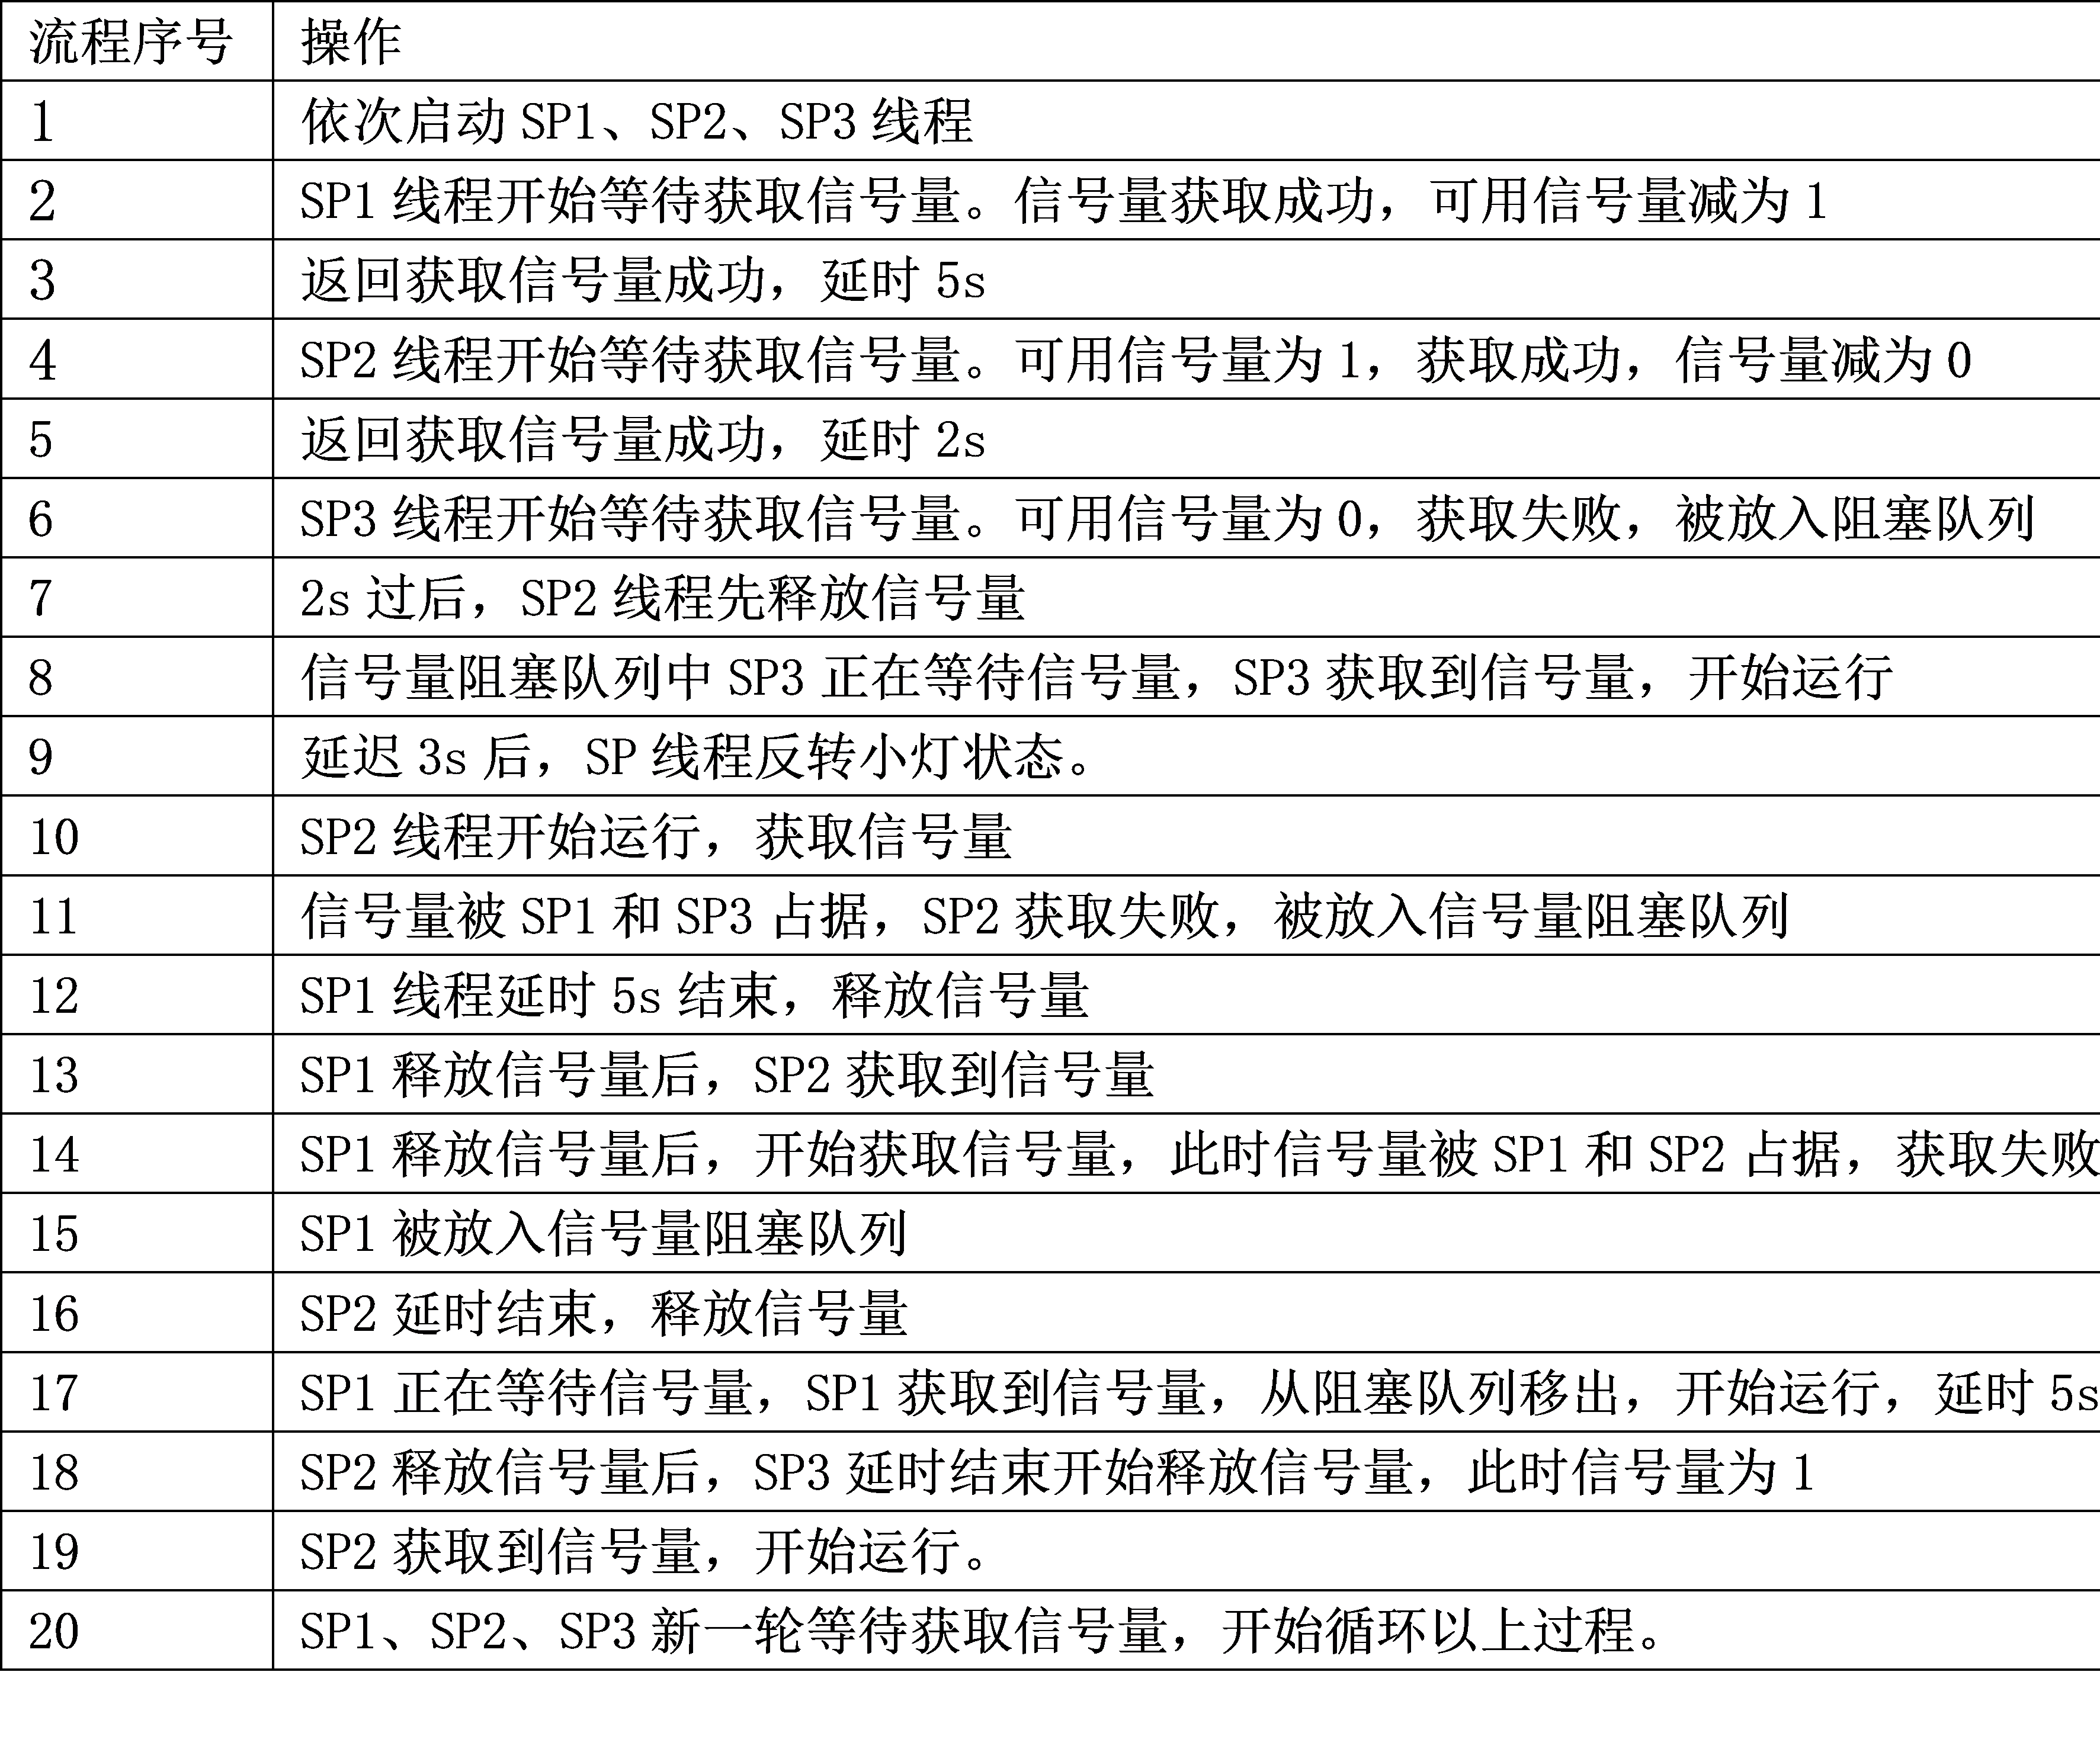 流程序号 操作
1 依次启动 SP1、SP2、SP3 线程
2 SP1 线程开始等待获取信号量。信号量获取成功，可用信号量减为 1
3 返回获取信号量成功，延时 5s
4 SP2 线程开始等待获取信号量。可用信号量为 1，获取成功，信号量减为 0
5 返回获取信号量成功，延时 2s
6 SP3 线程开始等待获取信号量。可用信号量为 0，获取失败，被放入阻塞队列
7 2s 过后，SP2 线程先释放信号量
8 信号量阻塞队列中 SP3 正在等待信号量，SP3 获取到信号量，开始运行
9 延迟 3s 后，SP 线程反转小灯状态。
10 SP2 线程开始运行，获取信号量
11 信号量被 SP1 和 SP3 占据，SP2 获取失败，被放入信号量阻塞队列
12 SP1 线程延时 5s 结束，释放信号量
13 SP1 释放信号量后，SP2 获取到信号量
14 SP1 释放信号量后，开始获取信号量，此时信号量被 SP1 和 SP2 占据，获取失败
15 SP1 被放入信号量阻塞队列
16 SP2 延时结束，释放信号量
17 SP1 正在等待信号量，SP1 获取到信号量，从阻塞队列移出，开始运行，延时 5s
18 SP2 释放信号量后，SP3 延时结束开始释放信号量，此时信号量为 1
19 SP2 获取到信号量，开始运行。
20 SP1、SP2、SP3 新一轮等待获取信号量，开始循环以上过程。